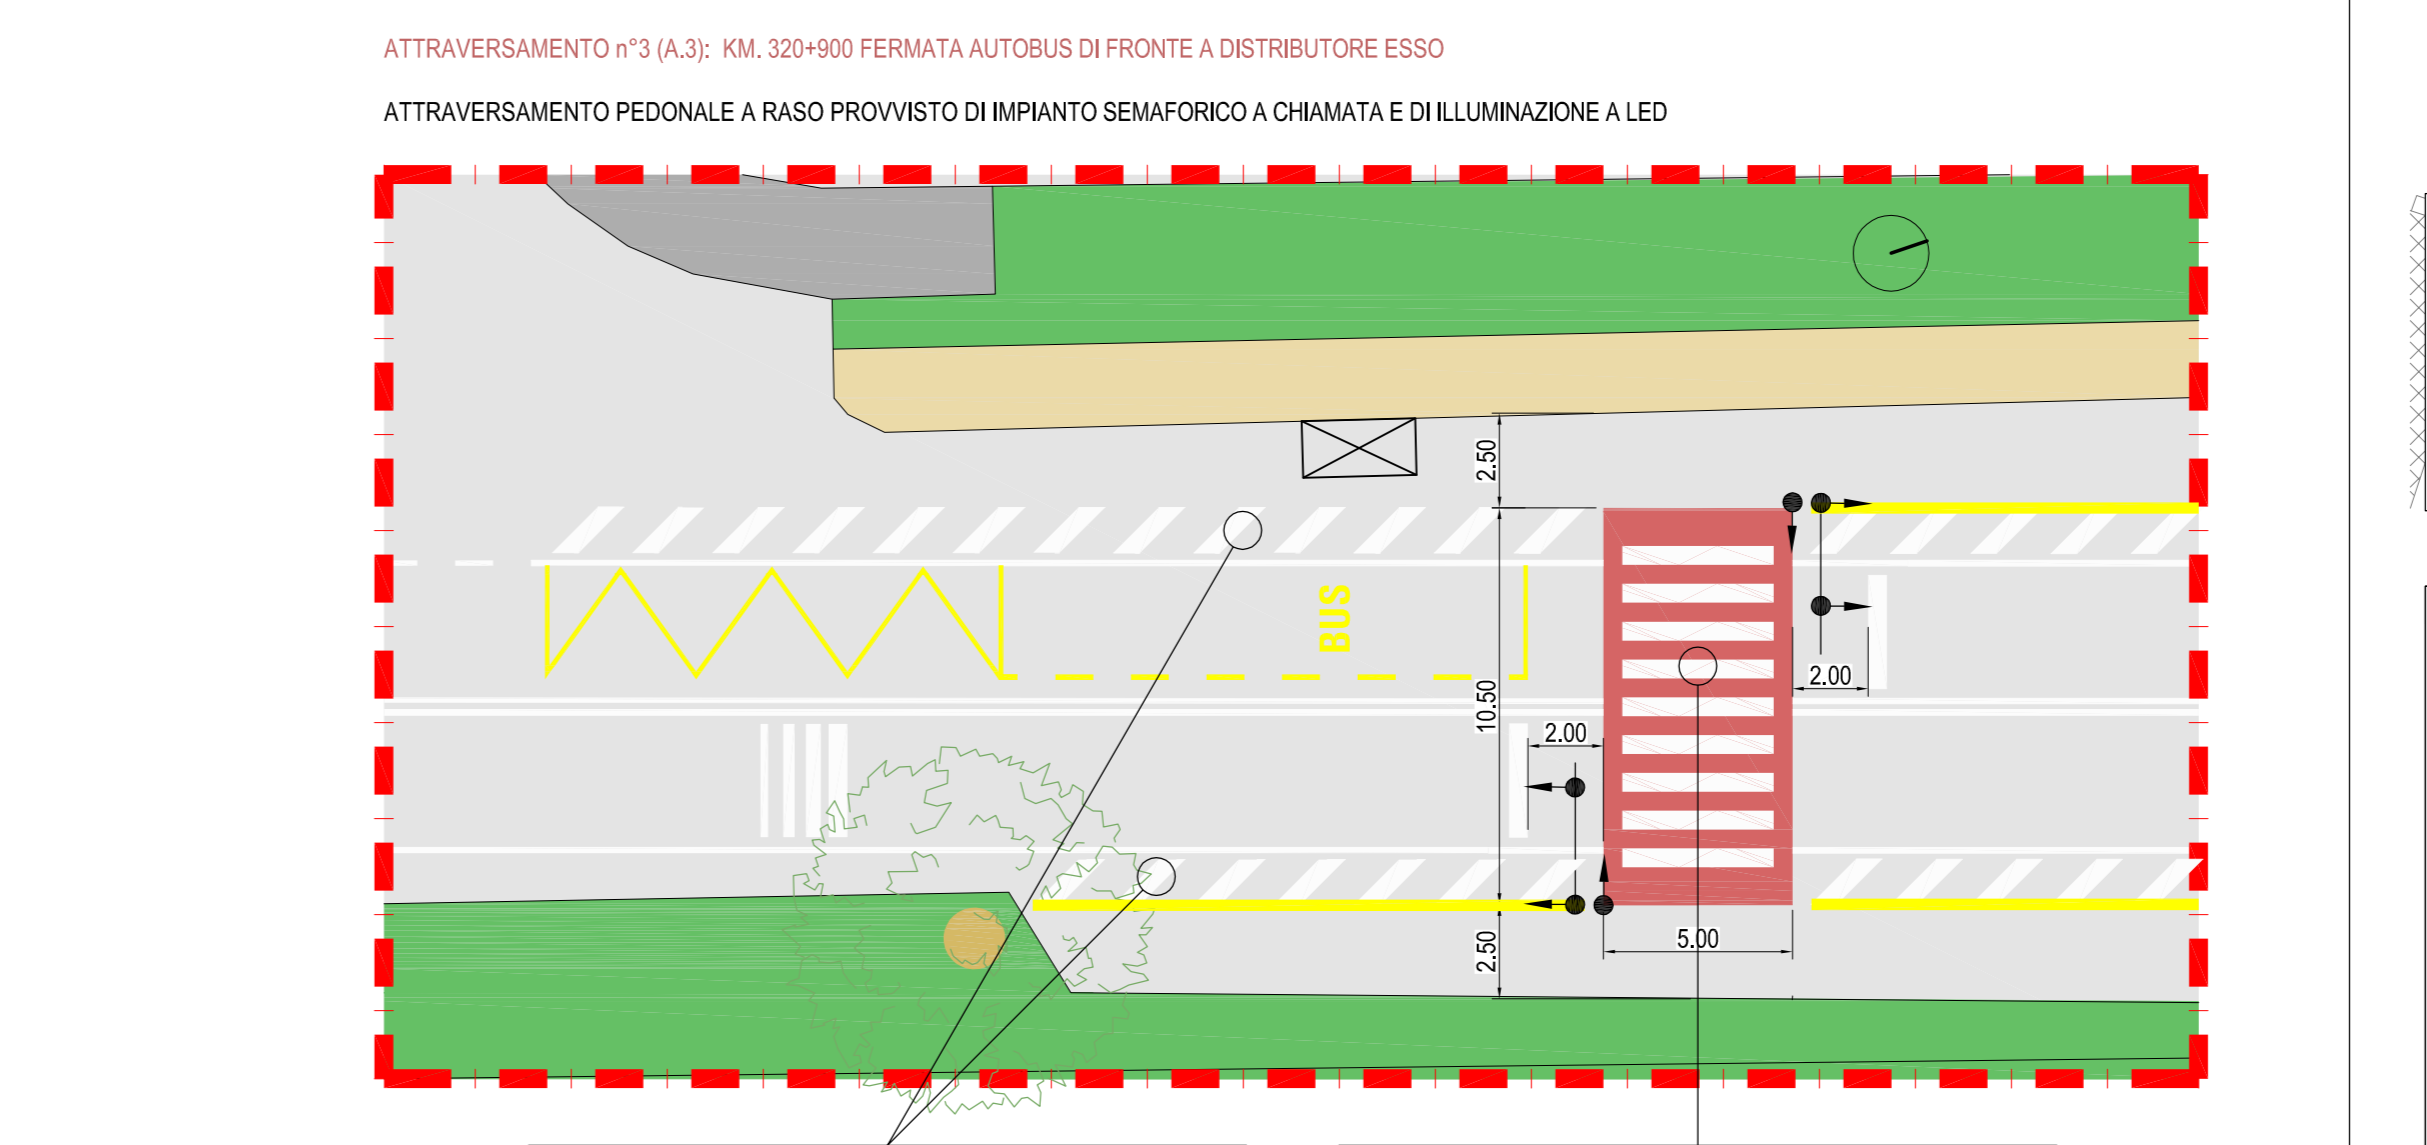 ATTRAVERSAMENTO n°3 (A.3): KM. 320+900 FERMATA AUTOBUS DI FRONTE A DISTRIBUTORE ESSO
ATTRAVERSAMENTO PEDONALE A RASO PROVVISTO DI IMPIANTO SEMAFORICO A CHIAMATA E DI ILLUMINAZIONE A LED
2.50
BUS
10.50
2.00
2.00
2.50
5.00